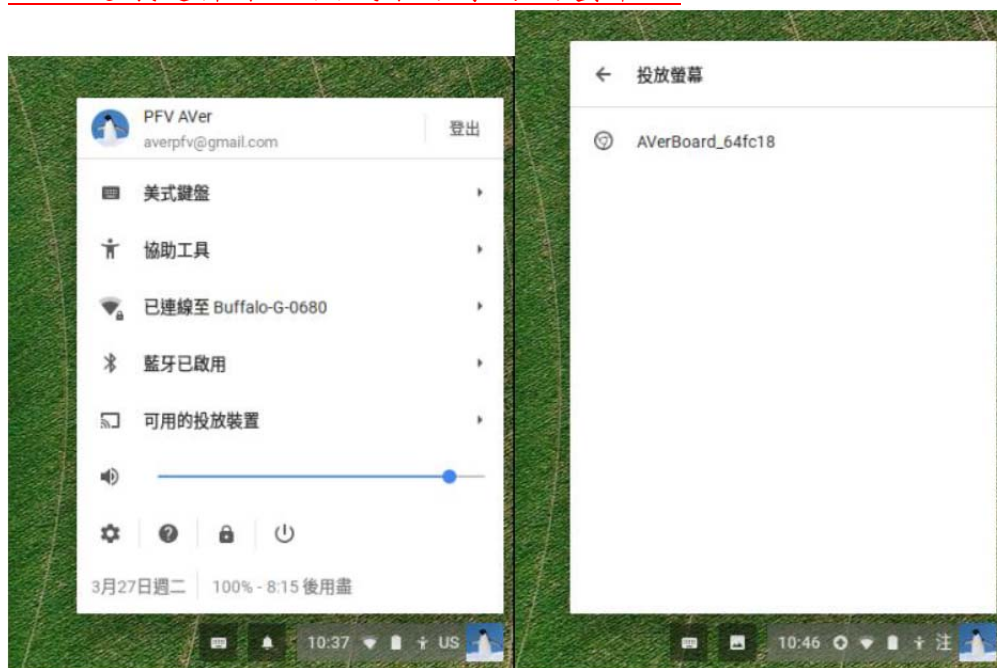 PFV AVer
averpfv@gmail.com
登出
美式鍵盤
協助工具
已連線至 Buffalo-G-0680
藍牙已啟用
可用的投放裝置
3月27日週二
100% - 8:15 後用盡
10:37
US
投放螢幕
AVerBoard_64fc18
10:46
注